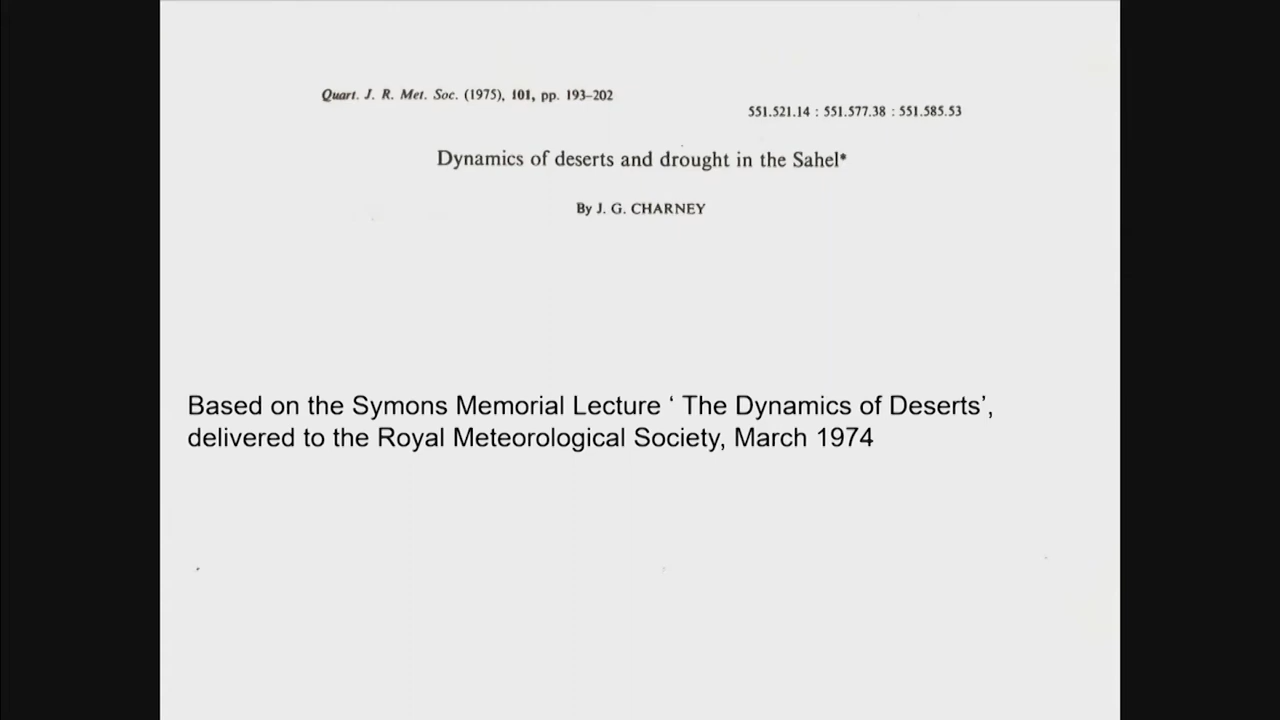 Quart. J. R. Met. Soc. (1975), 101, pp. 193–202
551.521.14 : 551.577.38 : 551.585.53
Dynamics of deserts and drought in the Sahel*
By J. G. CHARNEY
Based on the Symons Memorial Lecture ‘ The Dynamics of Deserts’,
delivered to the Royal Meteorological Society, March 1974